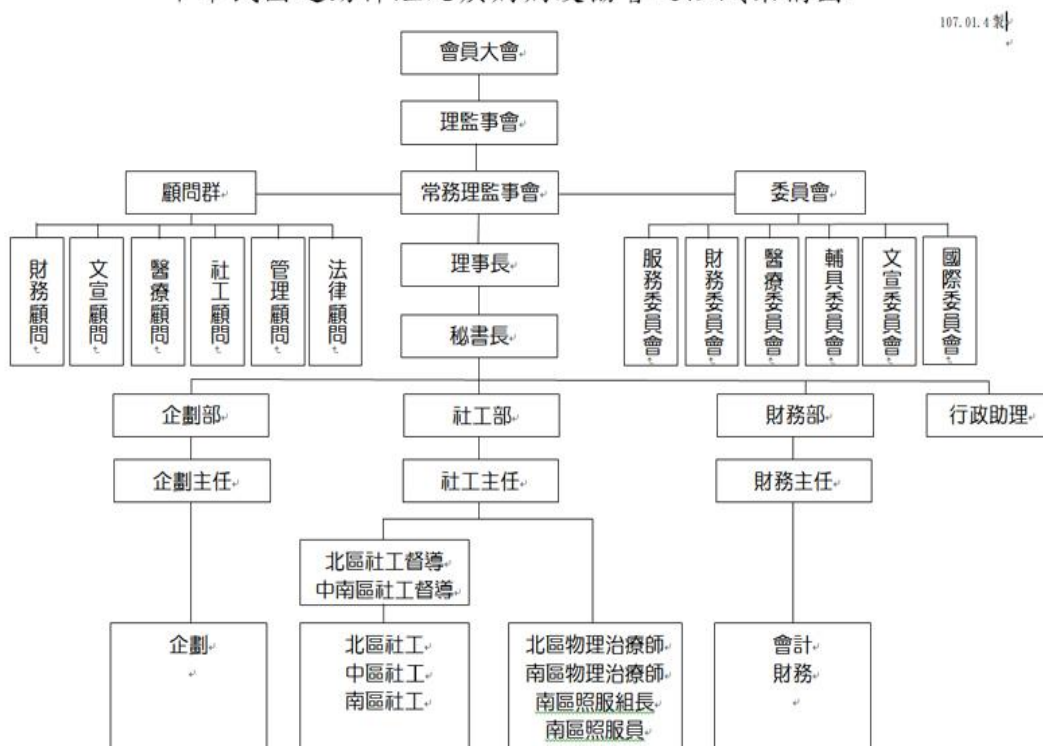 107.01.4製
會員大會
理監事會
顧問群
常務理監事會
委員會
財務顧問
文宣顧問
醫療顧問
社工顧問
管理顧問
法律顧問
理事長
服務委員會
財務委員會
醫療委員會
輔具委員會
文宣委員會
國際委員會
秘書長
企劃部
社工部
財務部
行政助理
企劃主任
社工主任
財務主任
北區社工督導
中南區社工督導
企劃
北區社工
中區社工
南區社工
北區物理治療師
南區物理治療師
南區照服組長
南區照服員
會計
財務